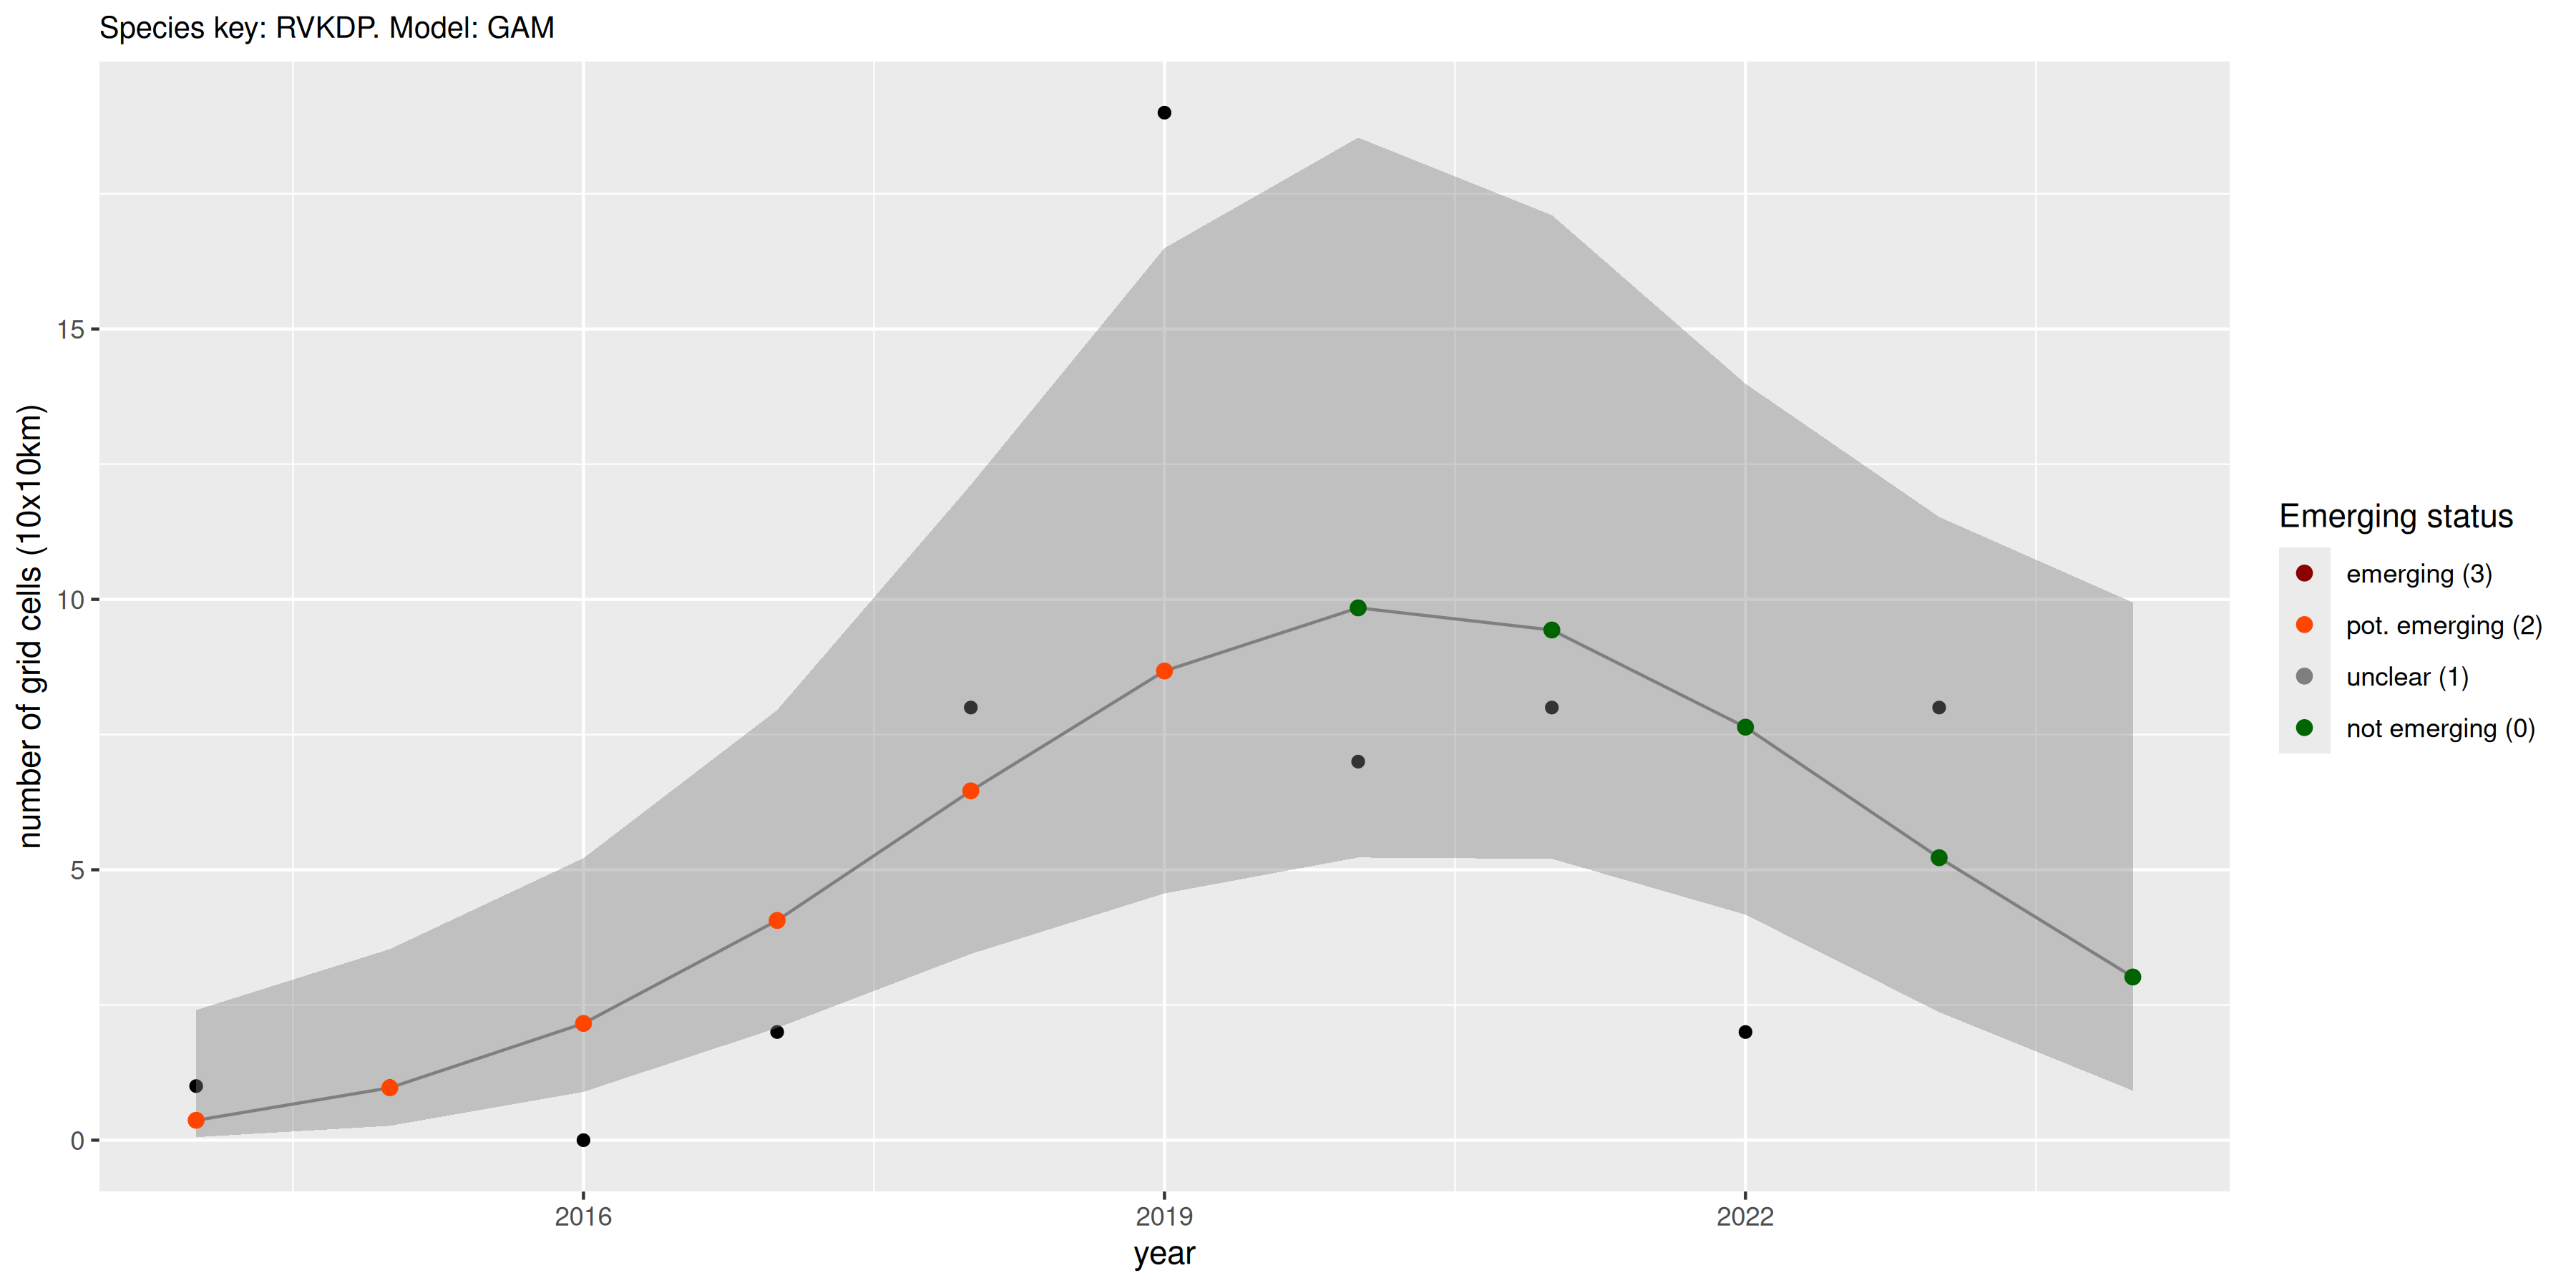 Species key: RVKDP. Model: GAM
number of grid cells (10x10km)
15
10
5
0
2016
2019
2022
year
Emerging status
emerging (3)
pot. emerging (2)
unclear (1)
not emerging (0)